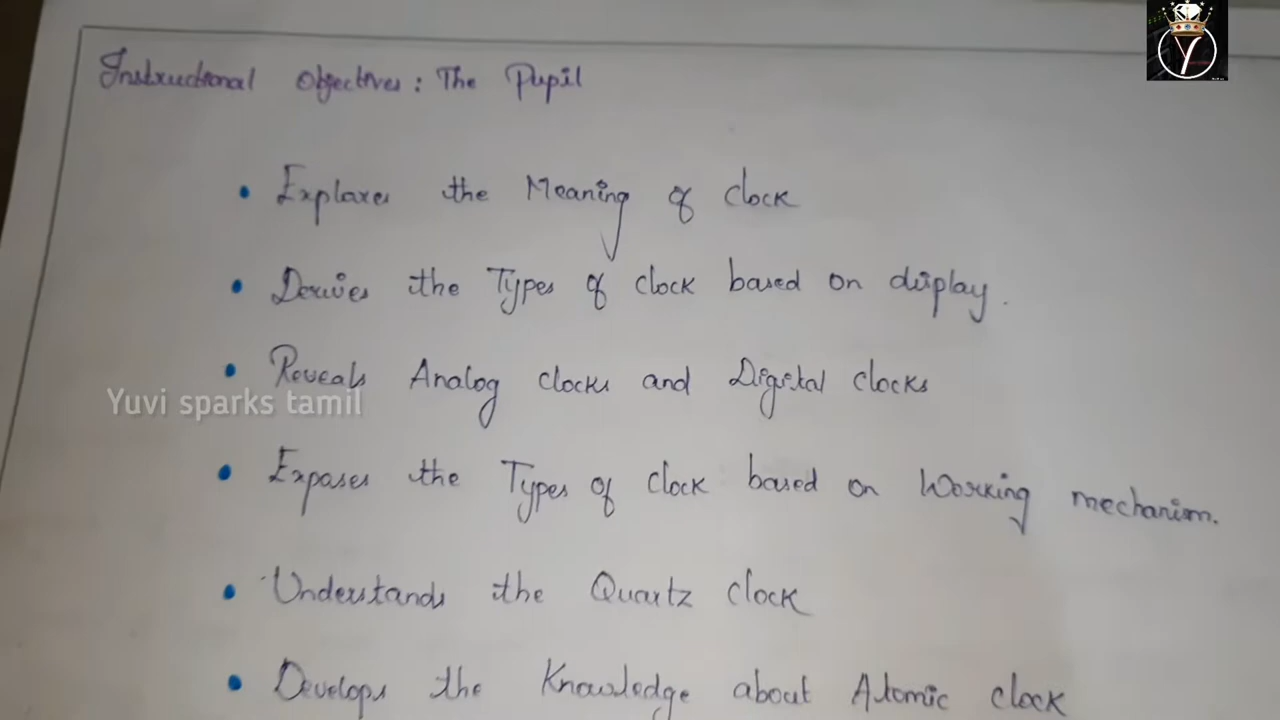 Instructional Objectives: The Pupil
• Explores the Meaning of clock
• Derives the Types of clock based on display.
• Reveals Analog clocks and Digital clocks
Yuvi sparks tamil
• Exposes the Types of clock based on Working mechanism.
• Understands the Quartz clock
• Develops the Knowledge about Atomic clock